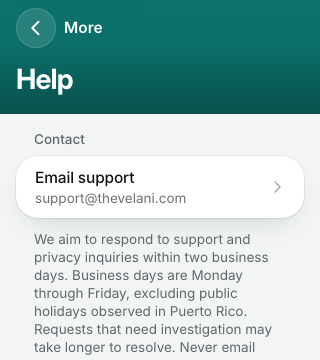 More
Help
Contact
Email support
support@thevelani.com
We aim to respond to support and
privacy inquiries within two business
days. Business days are Monday
through Friday, excluding public
holidays observed in Puerto Rico.
Requests that need investigation may
take longer to resolve. Never email